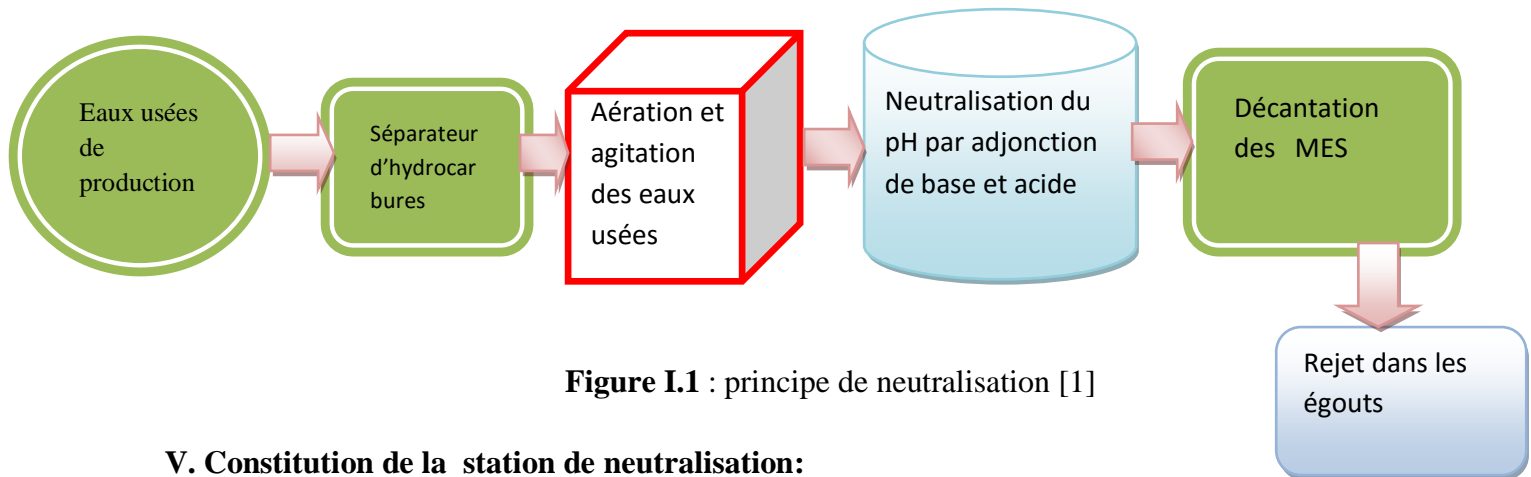 Eaux usées
de
production
Séparateur
d’hydrocar
bures
Aération et
agitation
des eaux
usées
Neutralisation du
pH par adjonction
de base et acide
Décantation
des MES
Rejet dans les
égouts
Figure I.1 : principe de neutralisation [1]
V. Constitution de la station de neutralisation: